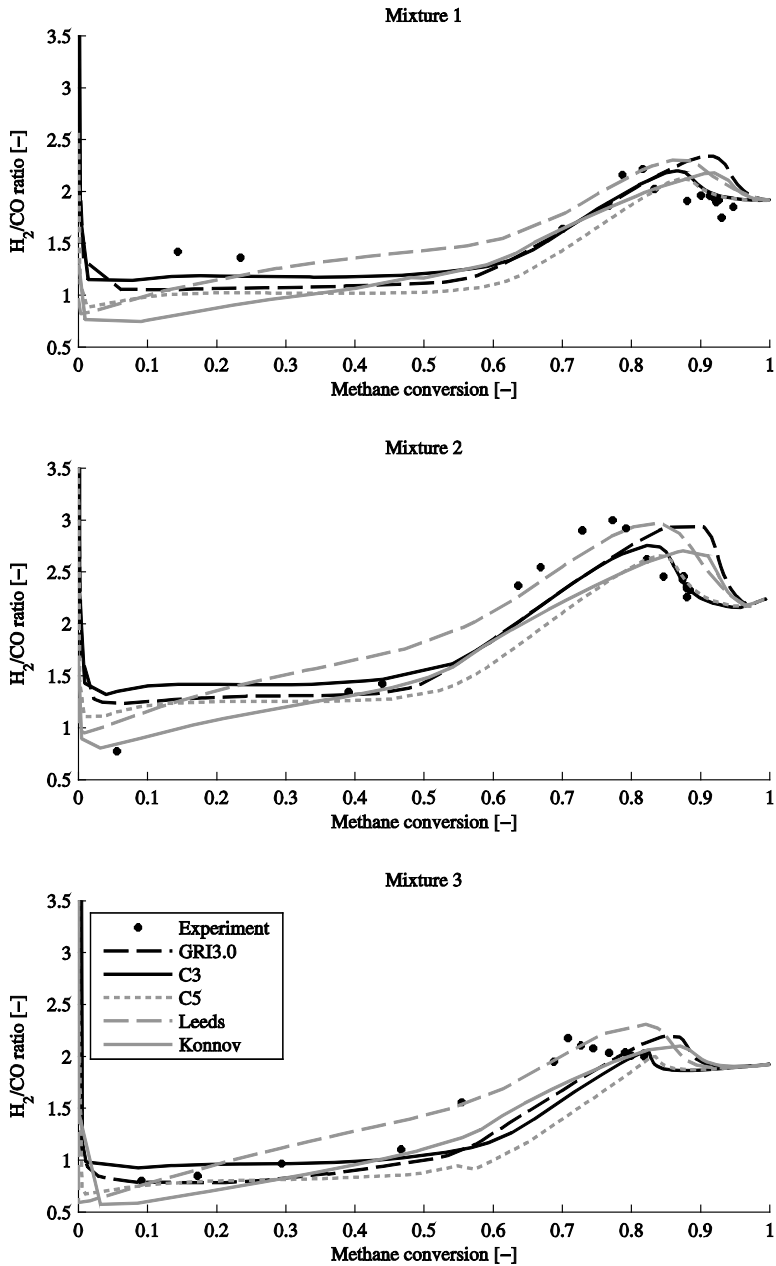 Mixture 1
3.5
3
2.5
2
1.5
1
0.5
H2/CO ratio [−]
0 0.1 0.2 0.3 0.4 0.5 0.6 0.7 0.8 0.9 1
Methane conversion [−]
Mixture 2
3.5
3
2.5
2
1.5
1
0.5
H2/CO ratio [−]
0 0.1 0.2 0.3 0.4 0.5 0.6 0.7 0.8 0.9 1
Methane conversion [−]
Mixture 3
3.5
3
2.5
2
1.5
1
0.5
H2/CO ratio [−]
Experiment
GRI3.0
C3
C5
Leeds
Konnov
0 0.1 0.2 0.3 0.4 0.5 0.6 0.7 0.8 0.9 1
Methane conversion [−]